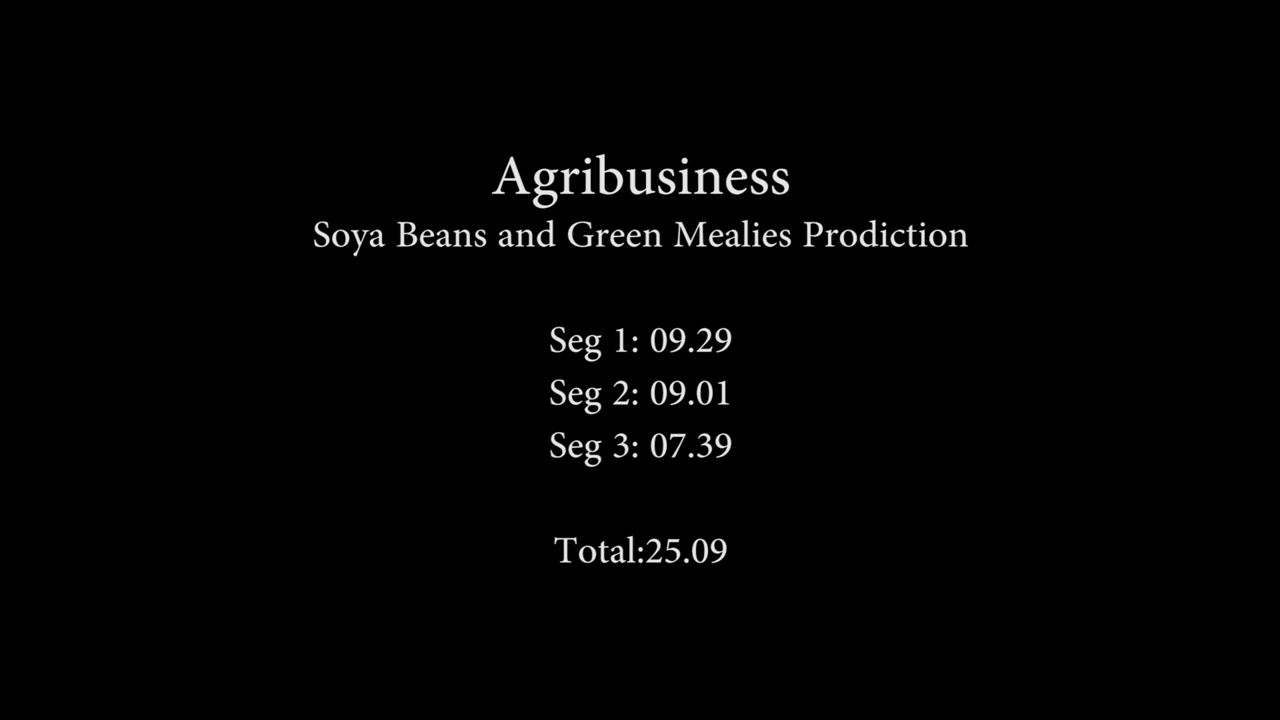 Agribusiness
Soya Beans and Green Mealies Prodiction
Seg 1: 09.29
Seg 2: 09.01
Seg 3: 07.39
Total:25.09